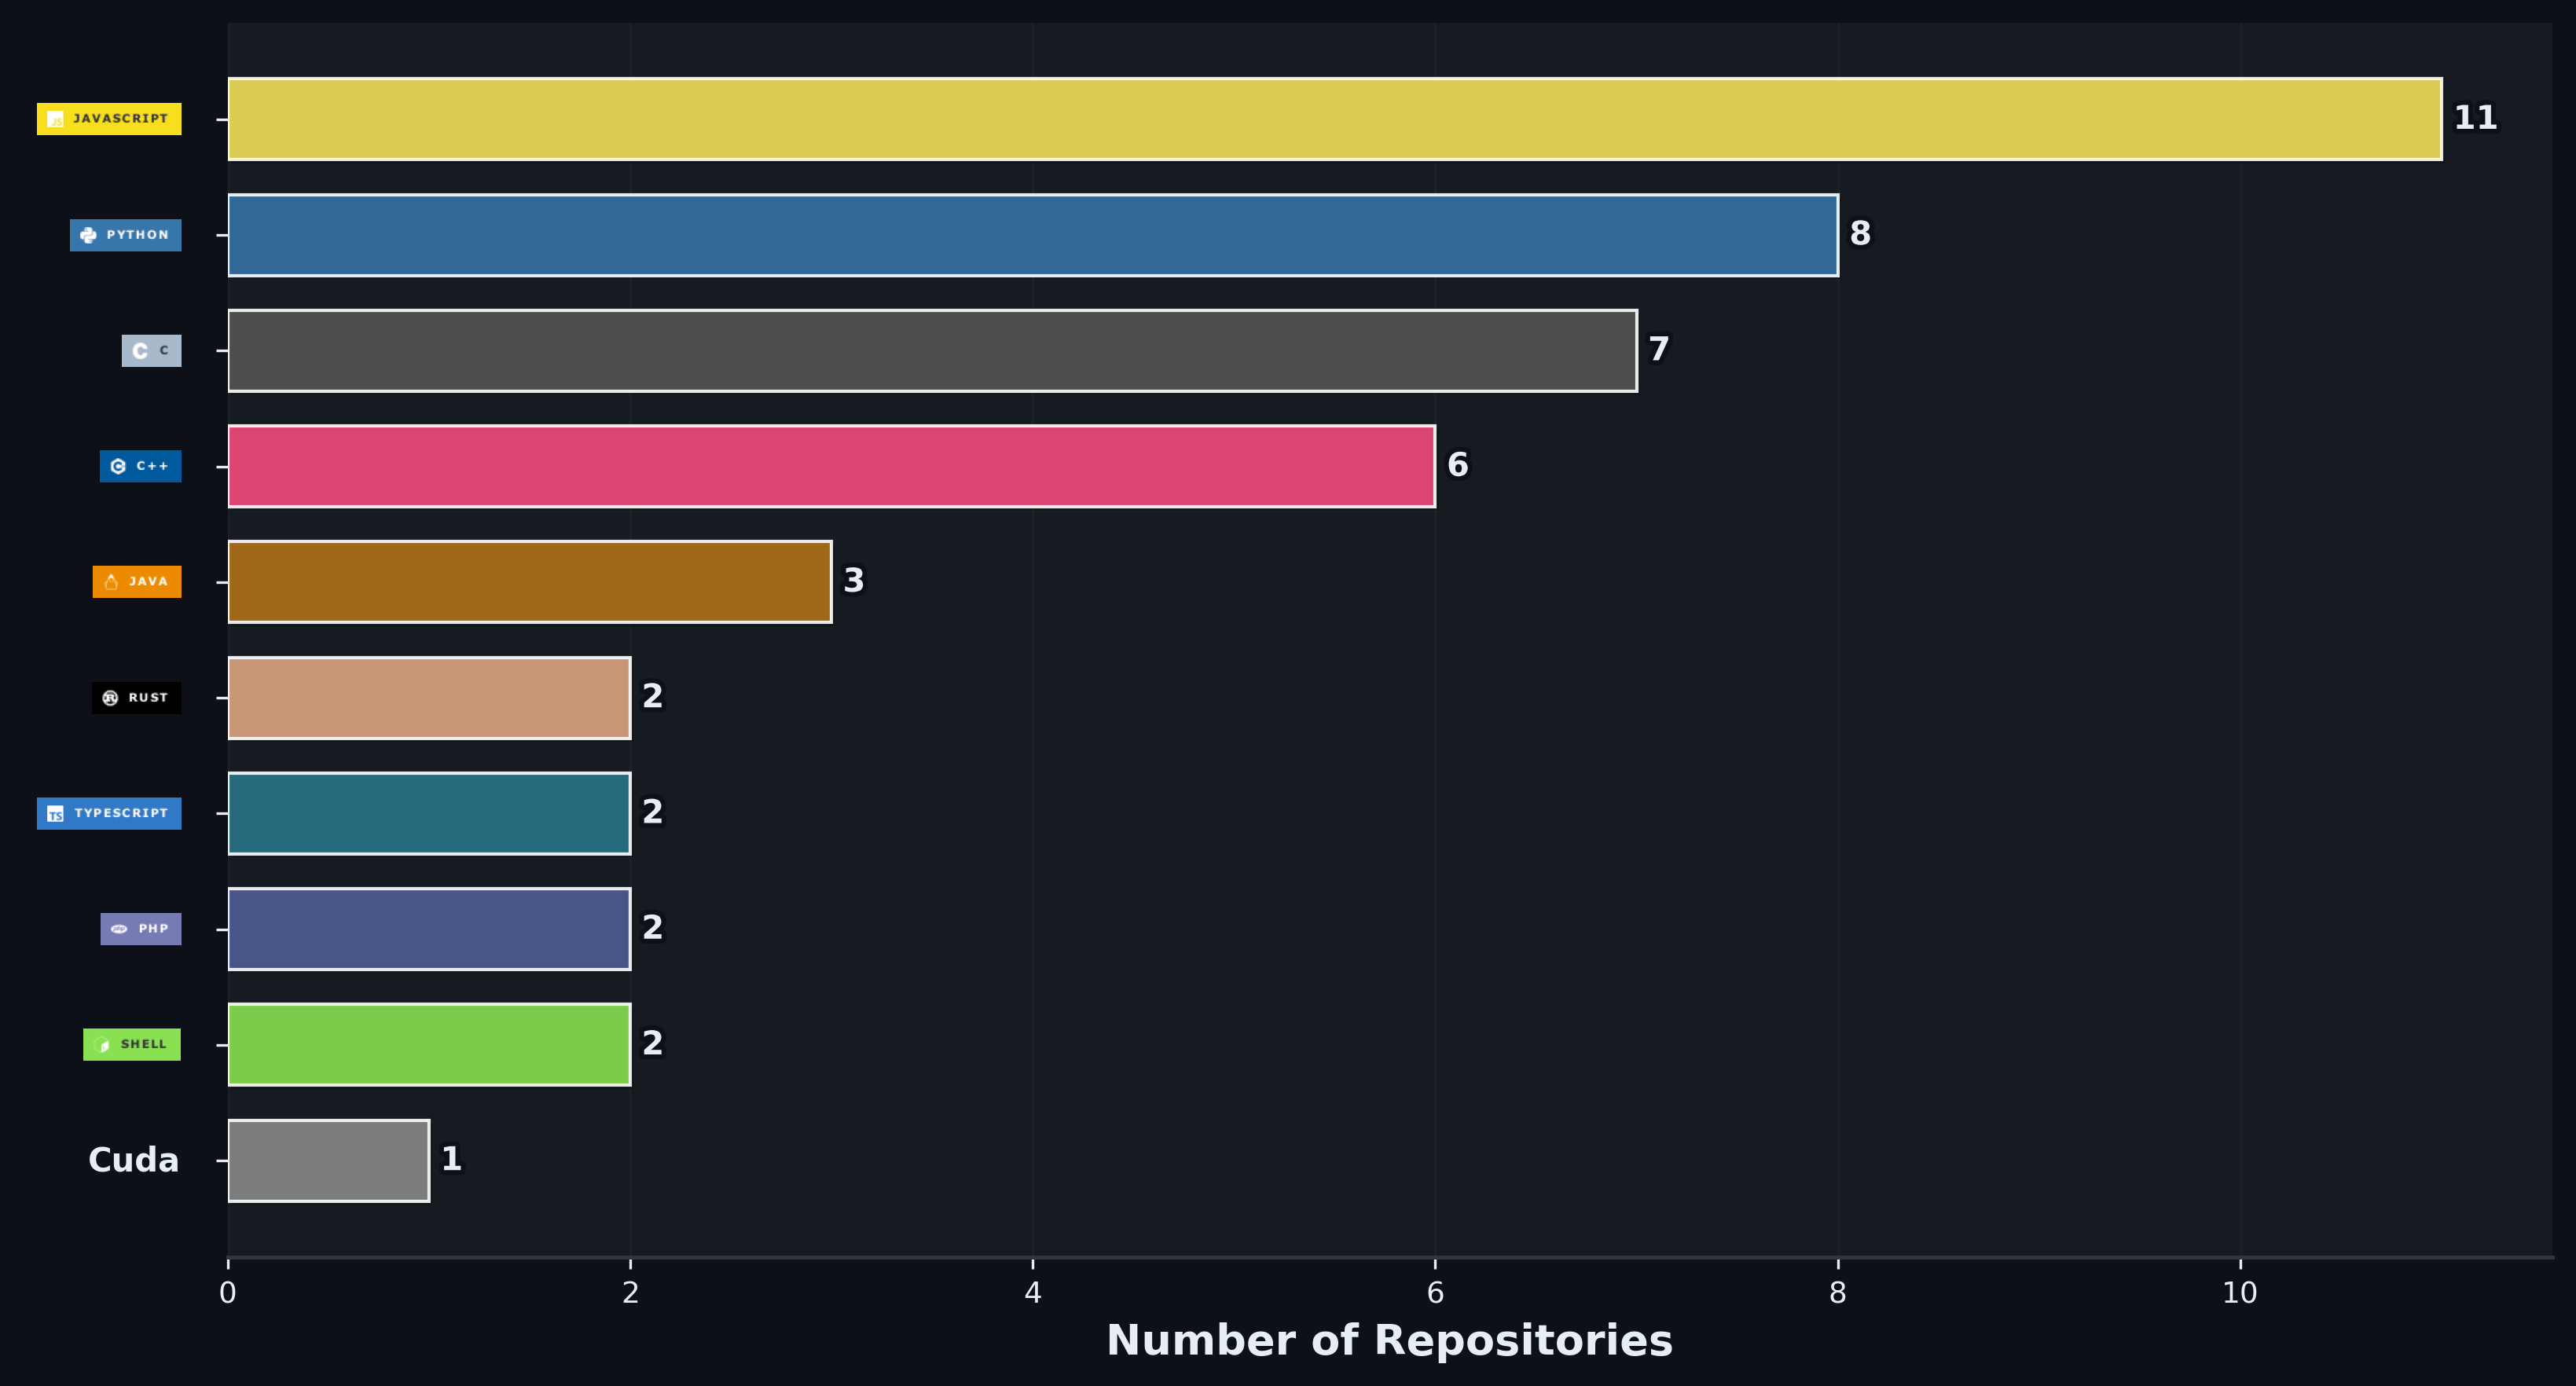 JAVASCRIPT 11
PYTHON 8
C C 7
C++ 6
JAVA 3
RUST 2
TS TYPESCRIPT 2
PHP 2
SHELL 2
Cuda 1
0 2 4 6 8 10
Number of Repositories